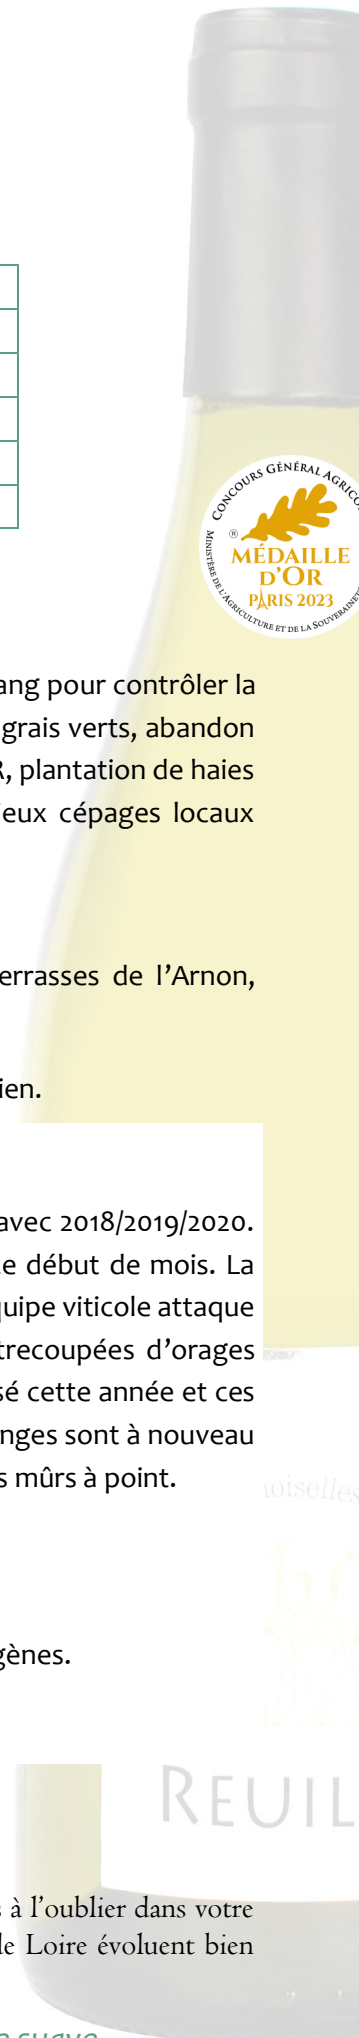 CONCOURS GÉNÉRAL AGRICO
®
MÉDAILLE
D'OR
PARIS 2023
MINISTÈRE DE L'AGRICULTURE ET DE LA SOUVERAINETÉ
ang pour contrôler la
grais verts, abandon
R, plantation de haies
eux cépages locaux
errasses de l'Arnon,
ien.
avec 2018/2019/2020.
e début de mois. La
quipe viticole attaque
trecoupées d'orages
sé cette année et ces
nges sont à nouveau
s mûrs à point.
oiselles
gènes.
REUIL
s à l'oublier dans votre
de Loire évoluent bien
suave